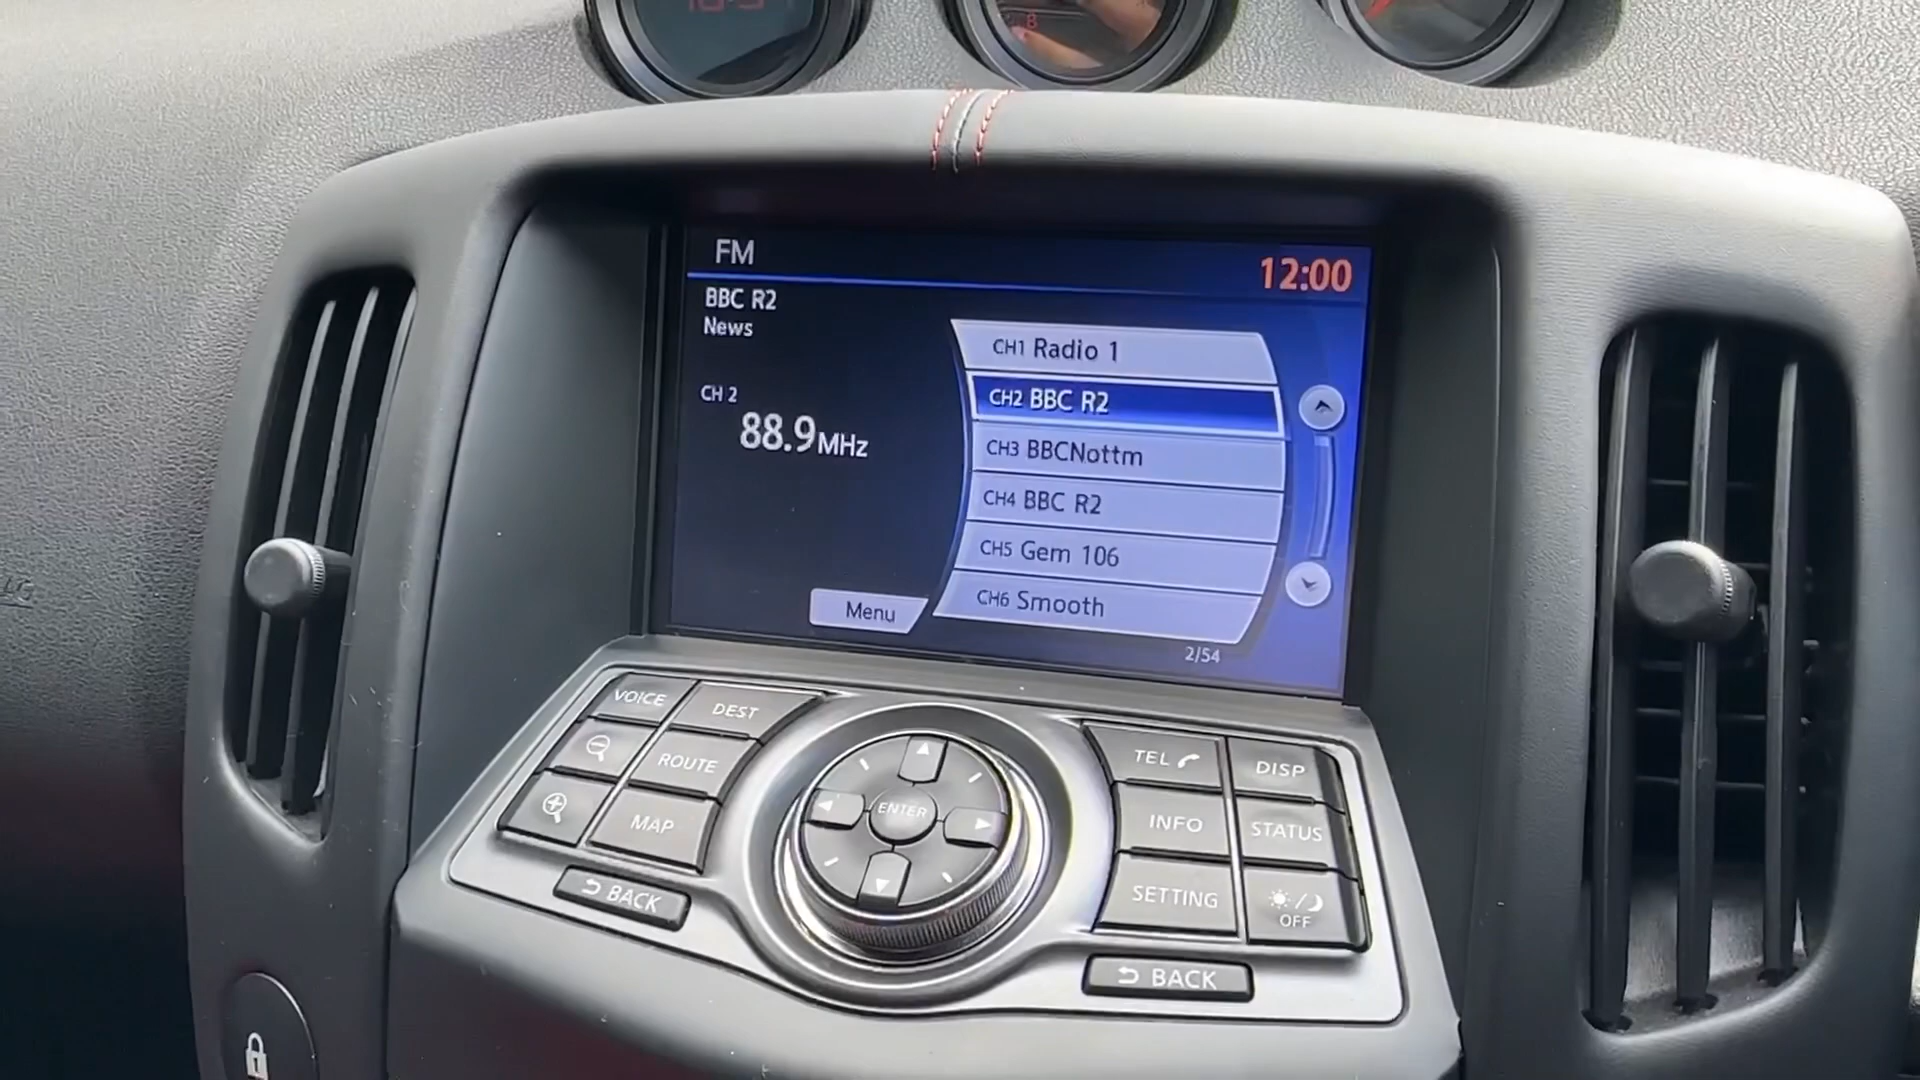 FM
12:00
BBC R2
News
CH 2
88.9MHz
CH1 Radio 1
CH2 BBC R2
CH3 BBCNottm
CH4 BBC R2
CH5 Gem 106
CH6 Smooth
Menu
2/54
VOICE
DEST
ROUTE
MAP
BACK
ENTER
TEL
DISP
INFO
STATUS
SETTING
OFF
BACK